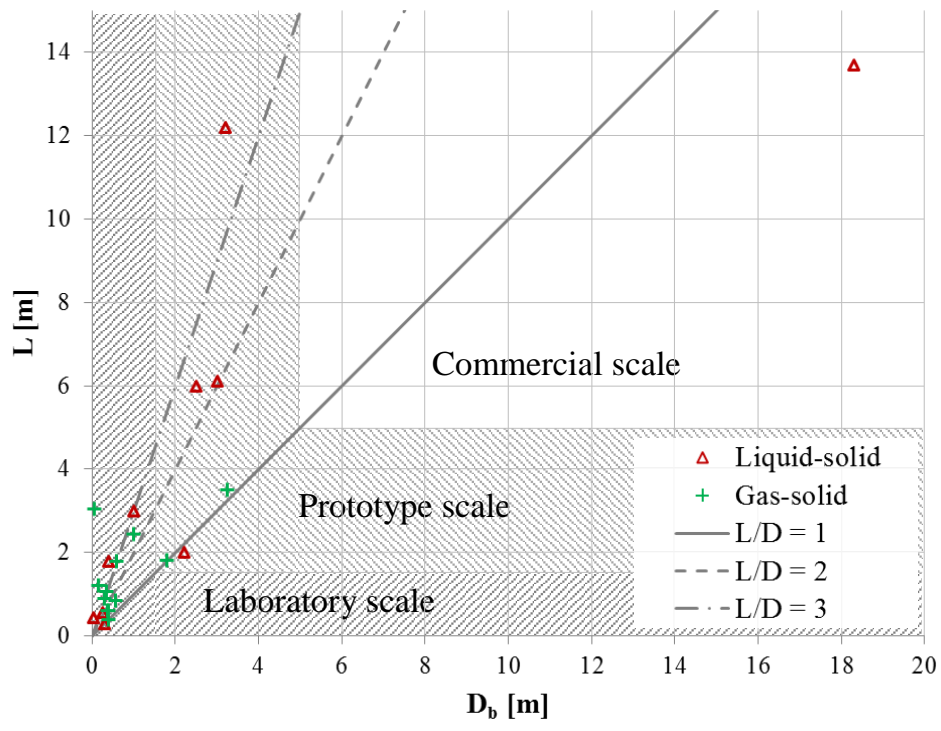 14
12
10
8
6
4
2
0
L [m]
Commercial scale
Prototype scale
Laboratory scale
Liquid-solid
Gas-solid
L/D = 1
L/D = 2
L/D = 3
0 2 4 6 8 10 12 14 16 18 20
D_b [m]